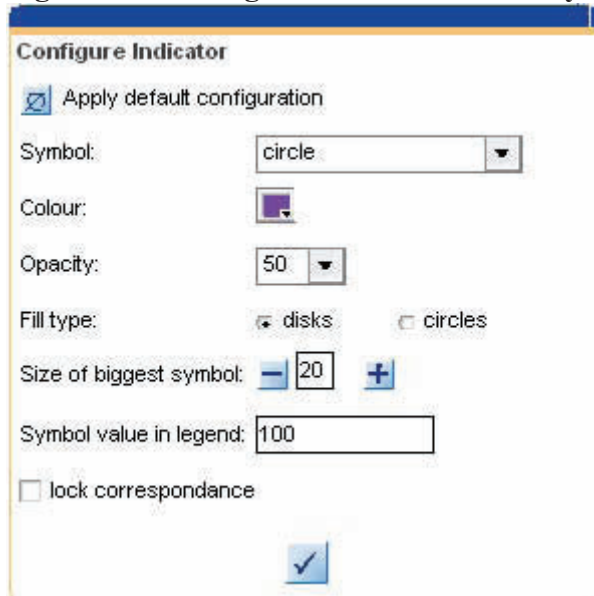 Configure Indicator
Apply default configuration
Symbol: circle
Colour:
Opacity: 50
Fill type: disks circles
Size of biggest symbol: 20
Symbol value in legend: 100
lock correspondance